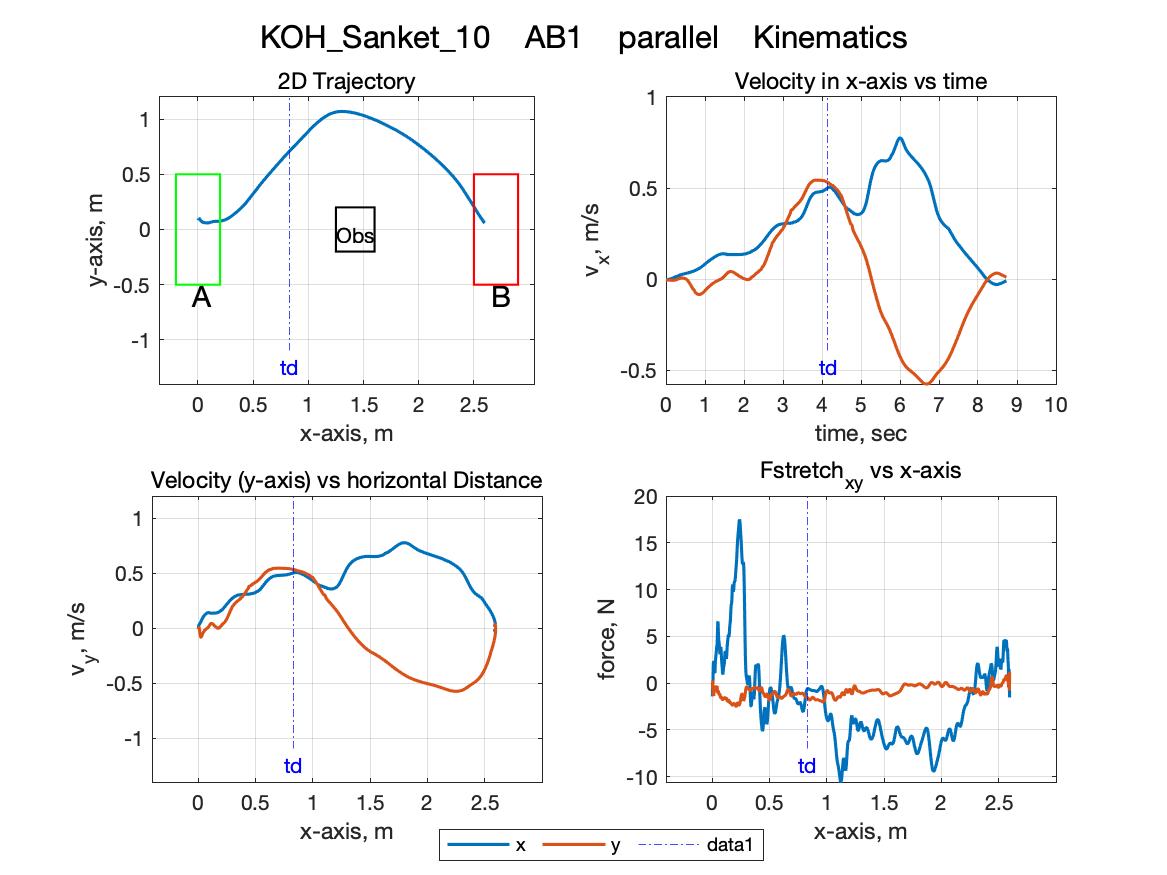 KOH_Sanket_10 AB1 parallel Kinematics
2D Trajectory
1
0.5
0
-0.5
-1
y-axis, m
A
B
Obs
td
0 0.5 1 1.5 2 2.5
x-axis, m
Velocity in x-axis vs time
1
0.5
0
-0.5
vx, m/s
td
0 1 2 3 4 5 6 7 8 9 10
time, sec
Velocity (y-axis) vs horizontal Distance
1
0.5
0
-0.5
-1
vy, m/s
td
0 0.5 1 1.5 2 2.5
x-axis, m
Fstretchxy vs x-axis
20
15
10
5
0
-5
-10
force, N
td
0 0.5 1 1.5 2 2.5
x-axis, m
x y data1